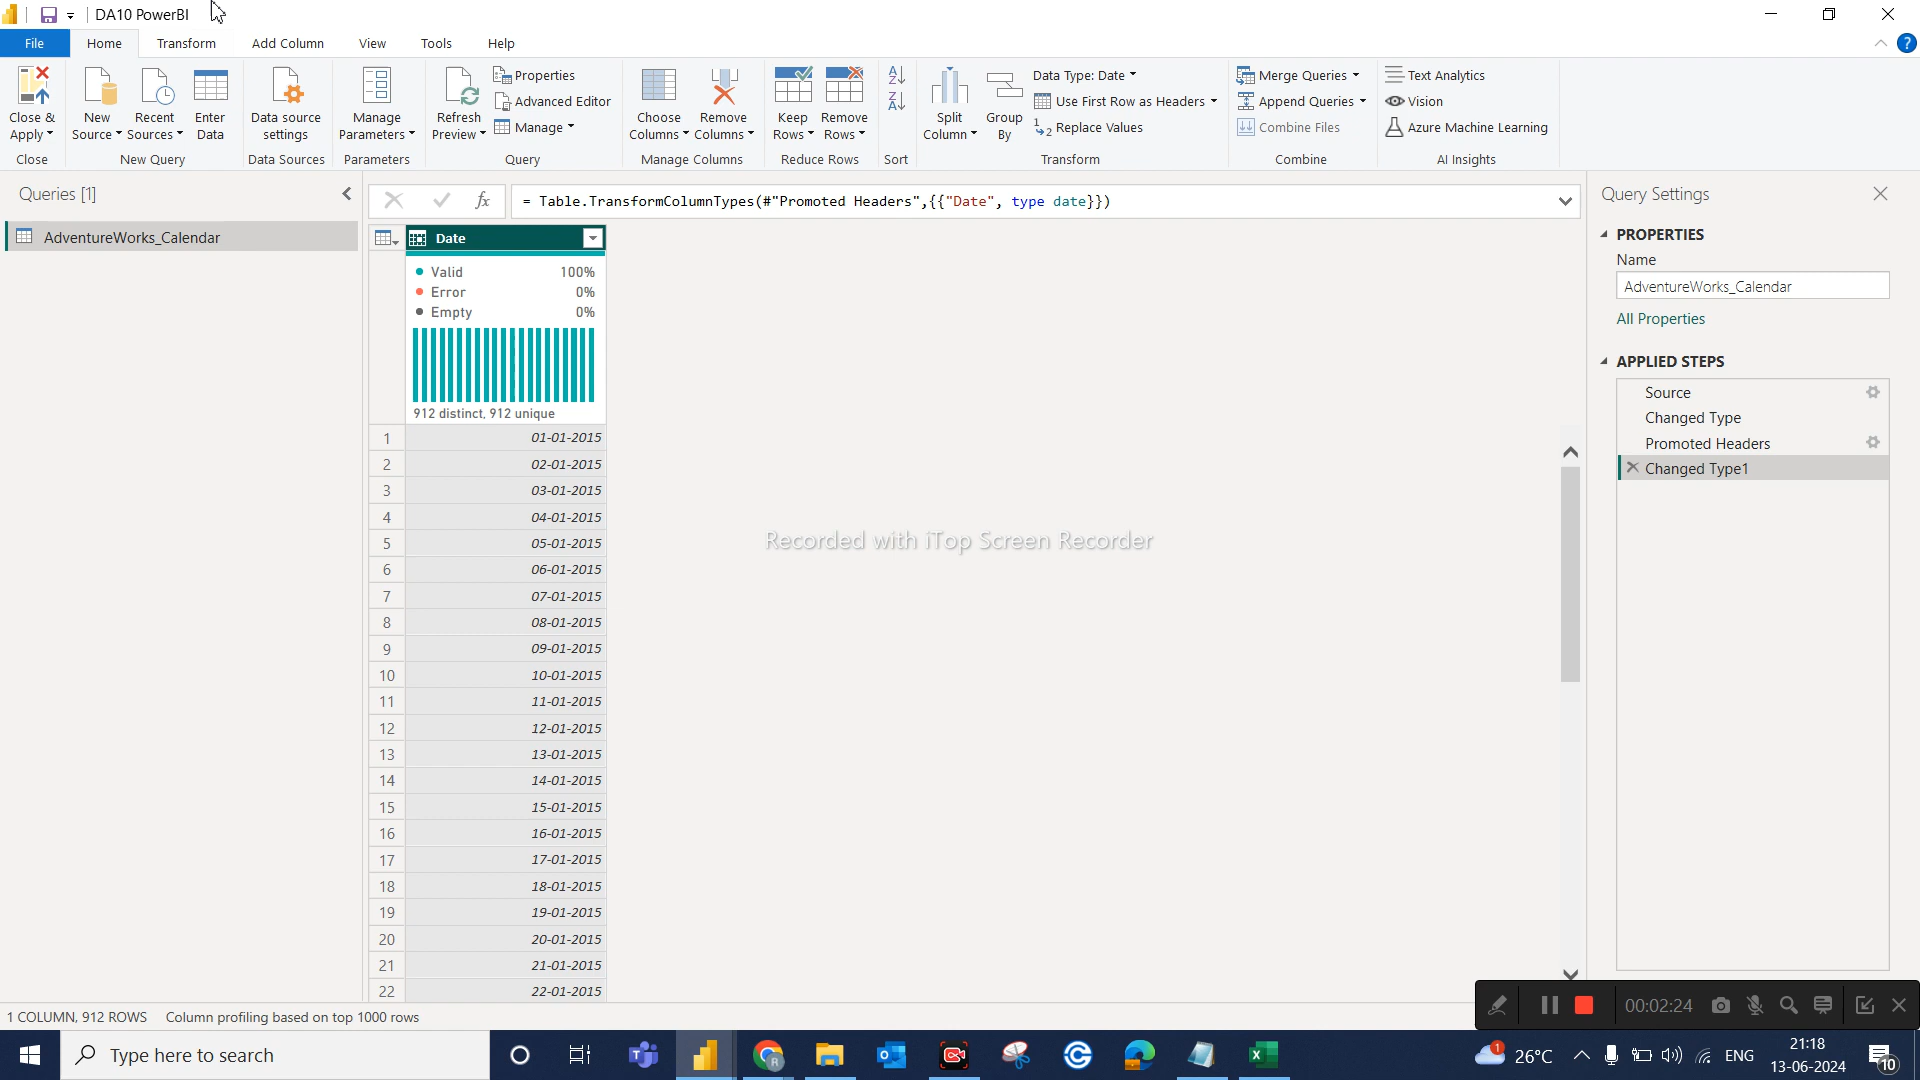 DA10 PowerBI
File Home Transform Add Column View Tools Help
Close & Apply
Close
New Source
Recent Sources
Enter Data
New Query
Data source settings
Data Sources
Manage Parameters
Parameters
Refresh Preview
Properties
Advanced Editor
Manage
Query
Choose Columns
Remove Columns
Manage Columns
Keep Rows
Remove Rows
Reduce Rows
Sort
Split Column
Group By
Data Type: Date
Use First Row as Headers
Replace Values
Transform
Merge Queries
Append Queries
Combine Files
Combine
Text Analytics
Vision
Azure Machine Learning
AI Insights
Queries [1]
AdventureWorks_Calendar
fx = Table.TransformColumnTypes(#"Promoted Headers",{{"Date", type date}})
Date
Valid 100%
Error 0%
Empty 0%
912 distinct, 912 unique
1 01-01-2015
2 02-01-2015
3 03-01-2015
4 04-01-2015
5 05-01-2015
6 06-01-2015
7 07-01-2015
8 08-01-2015
9 09-01-2015
10 10-01-2015
11 11-01-2015
12 12-01-2015
13 13-01-2015
14 14-01-2015
15 15-01-2015
16 16-01-2015
17 17-01-2015
18 18-01-2015
19 19-01-2015
20 20-01-2015
21 21-01-2015
22 22-01-2015
Recorded with iTop Screen Recorder
Query Settings
PROPERTIES
Name
AdventureWorks_Calendar
All Properties
APPLIED STEPS
Source
Changed Type
Promoted Headers
Changed Type1
00:02:24
1 COLUMN, 912 ROWS Column profiling based on top 1000 rows
Type here to search
1 26°C ENG
21:18
13-06-2024
10